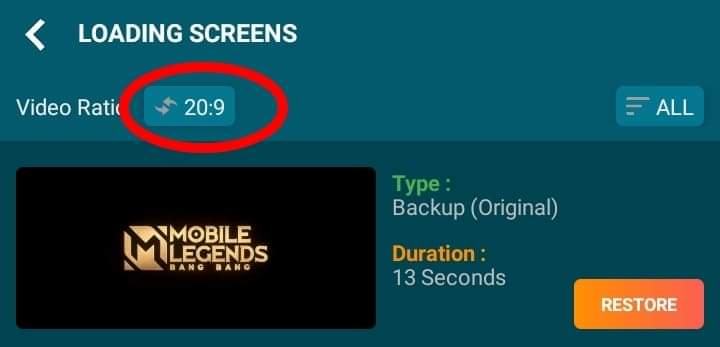 LOADING SCREENS
Video Ratio 20:9
ALL
MOBILE
LEGENDS
BANG BANG
Type :
Backup (Original)
Duration :
13 Seconds
RESTORE